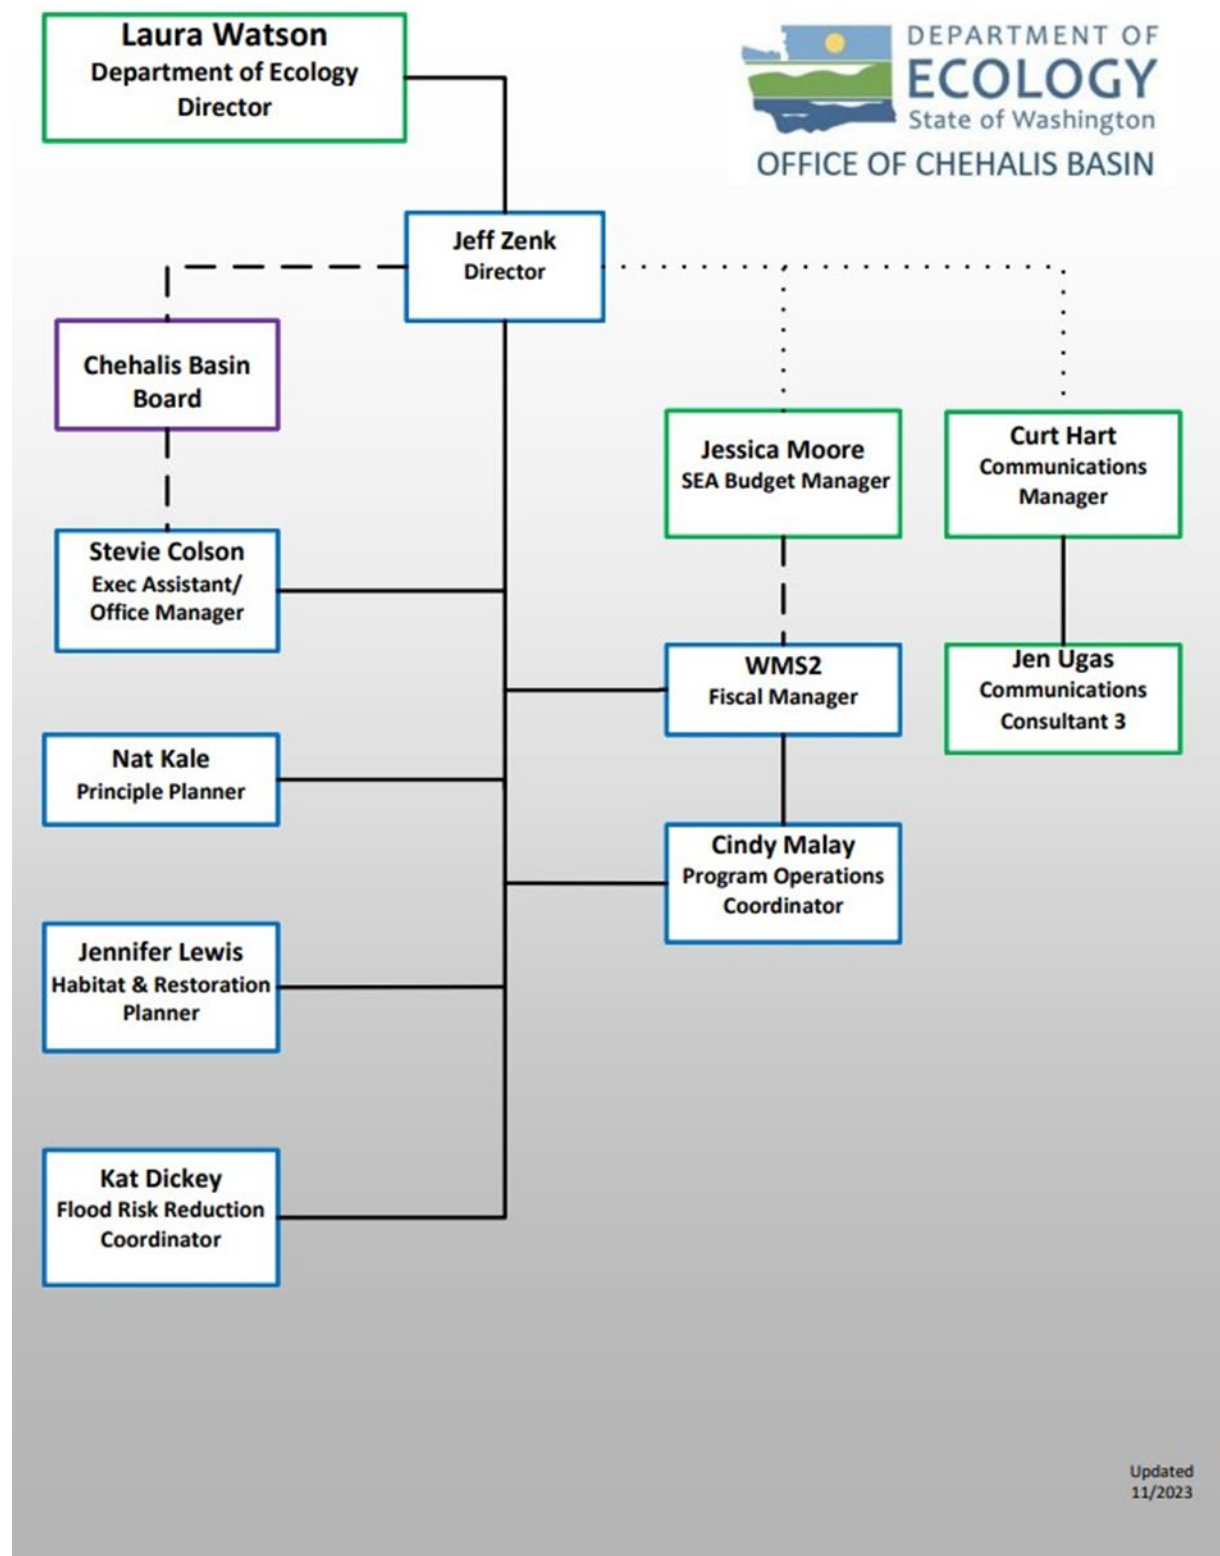 Laura Watson
Department of Ecology
Director
DEPARTMENT OF
ECOLOGY
State of Washington
OFFICE OF CHEHALIS BASIN
Jeff Zenk
Director
Chehalis Basin
Board
Jessica Moore
SEA Budget Manager
Curt Hart
Communications
Manager
Stevie Colson
Exec Assistant/
Office Manager
WMS2
Fiscal Manager
Jen Ugas
Communications
Consultant 3
Nat Kale
Principle Planner
Cindy Malay
Program Operations
Coordinator
Jennifer Lewis
Habitat & Restoration
Planner
Kat Dickey
Flood Risk Reduction
Coordinator
Updated
11/2023